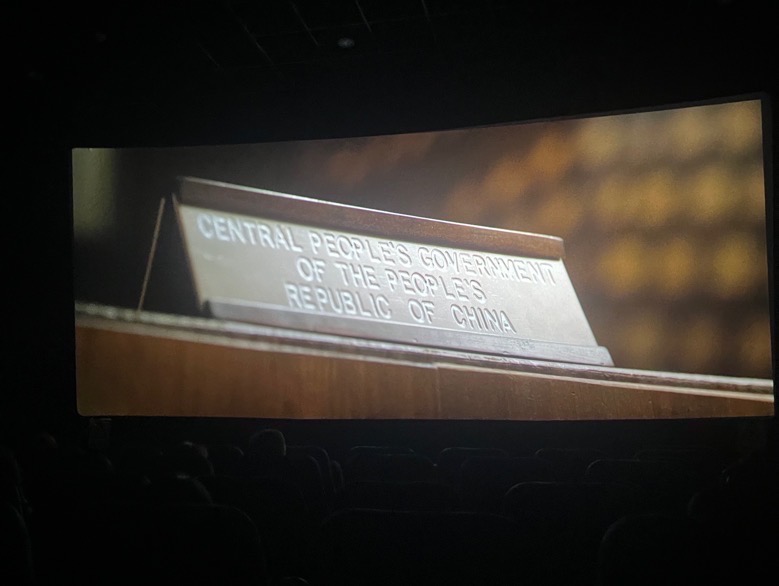 CENTRAL PEOPLE'S GOVERNMENT
OF THE PEOPLE'S
REPUBLIC OF CHINA